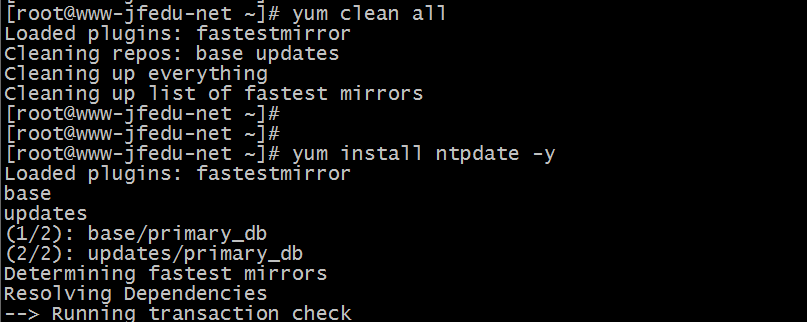 [root@www-jfedu-net ~]# yum clean all
Loaded plugins: fastestmirror
Cleaning repos: base updates
Cleaning up everything
Cleaning up list of fastest mirrors
[root@www-jfedu-net ~]#
[root@www-jfedu-net ~]#
[root@www-jfedu-net ~]# yum install ntpdate -y
Loaded plugins: fastestmirror
base
updates
(1/2): base/primary_db
(2/2): updates/primary_db
Determining fastest mirrors
Resolving Dependencies
--> Running transaction check